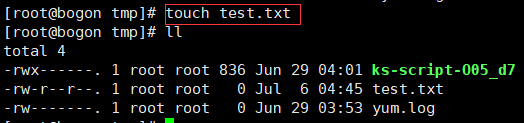 [root@bogon tmp]# touch test.txt
[root@bogon tmp]# ll
total 4
-rwx------. 1 root root 836 Jun 29 04:01 ks-script-O05_d7
-rw-r--r--. 1 root root   0 Jul  6 04:45 test.txt
-rw-------. 1 root root   0 Jun 29 03:53 yum.log